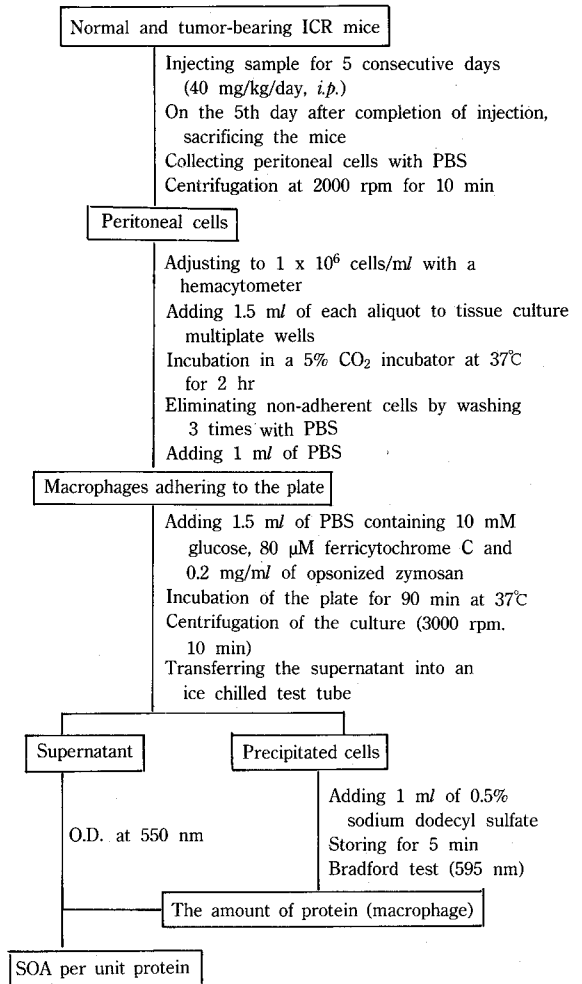 Normal and tumor-bearing ICR mice
Injecting sample for 5 consecutive days
(40 mg/kg/day, i.p.)
On the 5th day after completion of injection,
sacrificing the mice
Collecting peritoneal cells with PBS
Centrifugation at 2000 rpm for 10 min
Peritoneal cells
Adjusting to 1 x 10⁶ cells/ml with a
hemacytometer
Adding 1.5 ml of each aliquot to tissue culture
multiplate wells
Incubation in a 5% CO₂ incubator at 37℃
for 2 hr
Eliminating non-adherent cells by washing
3 times with PBS
Adding 1 ml of PBS
Macrophages adhering to the plate
Adding 1.5 ml of PBS containing 10 mM
glucose, 80 µM ferricytochrome C and
0.2 mg/ml of opsonized zymosan
Incubation of the plate for 90 min at 37℃
Centrifugation of the culture (3000 rpm.
10 min)
Transferring the supernatant into an
ice chilled test tube
Supernatant
Precipitated cells
Adding 1 ml of 0.5%
sodium dodecyl sulfate
O.D. at 550 nm
Storing for 5 min
Bradford test (595 nm)
The amount of protein (macrophage)
SOA per unit protein